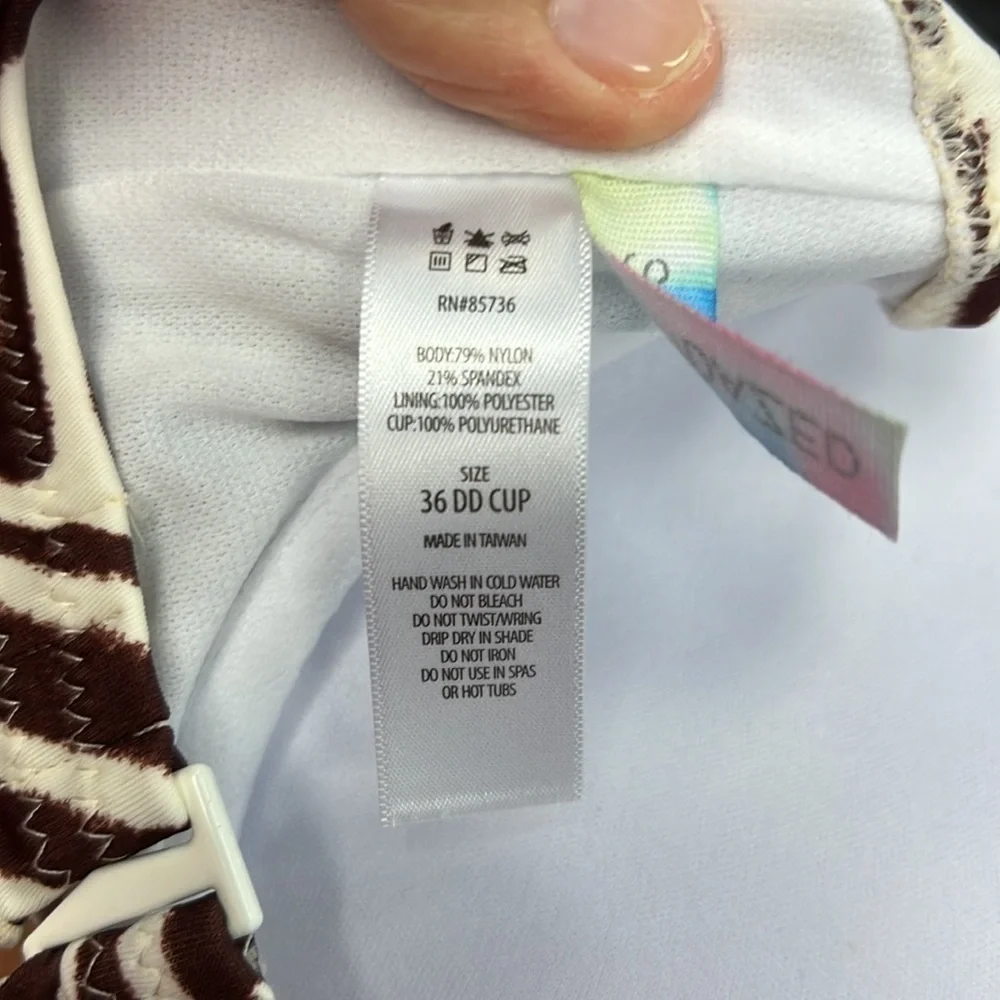 RN#85736
BODY:79% NYLON
21% SPANDEX
LINING:100% POLYESTER
CUP:100% POLYURETHANE
SIZE
36 DD CUP
MADE IN TAIWAN
HAND WASH IN COLD WATER
DO NOT BLEACH
DO NOT TWIST/WRING
DRIP DRY IN SHADE
DO NOT IRON
DO NOT USE IN SPAS
OR HOT TUBS